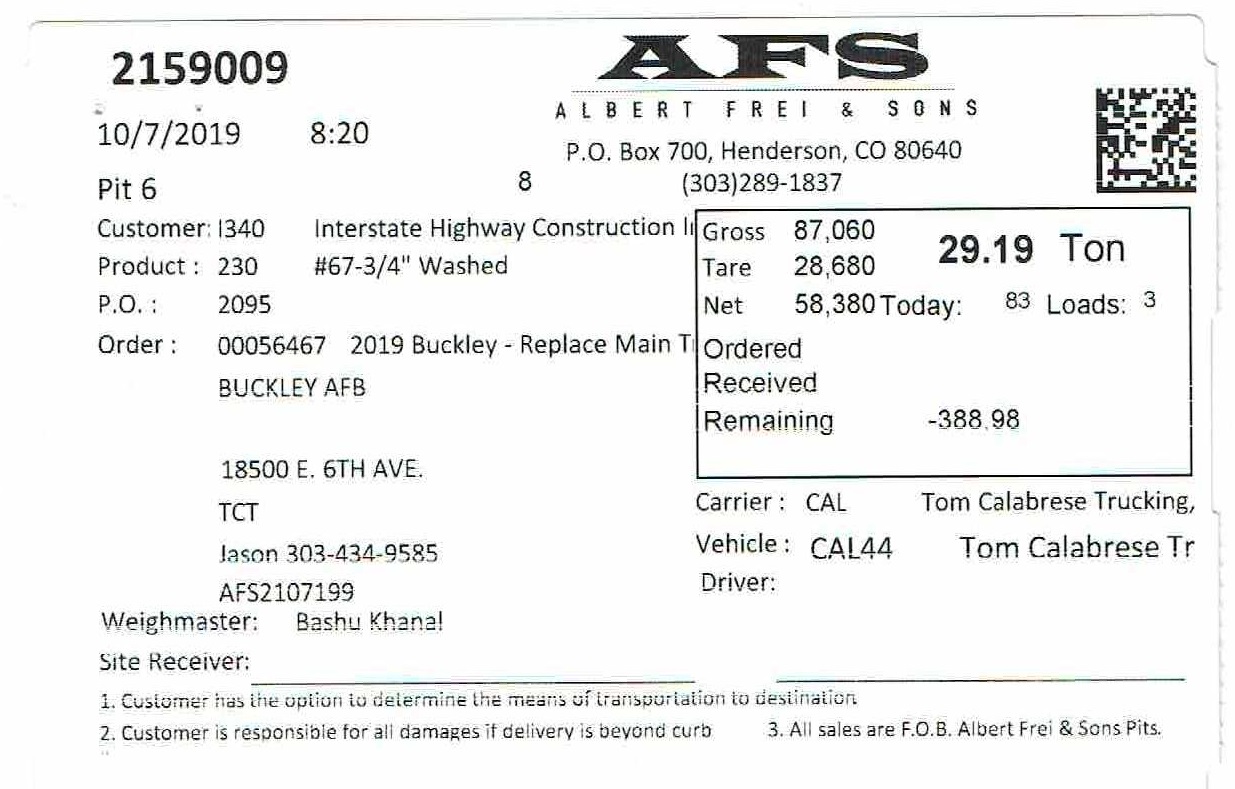 2159009
AFS
ALBERT FREI & SONS
10/7/2019 8:20
P.O. Box 700, Henderson, CO 80640
Pit 6 8 (303)289-1837
Customer: I340 Interstate Highway Construction I
Product : 230 #67-3/4" Washed
P.O. : 2095
Order : 00056467 2019 Buckley - Replace Main T
BUCKLEY AFB
18500 E. 6TH AVE.
TCT
Jason 303-434-9585
AFS2107199
Gross 87,060 29.19 Ton
Tare 28,680
Net 58,380 Today: 83 Loads: 3
Ordered
Received
Remaining -388.98
Carrier : CAL Tom Calabrese Trucking,
Vehicle : CAL44 Tom Calabrese Tr
Driver:
Weighmaster: Bashu Khanal
Site Receiver:
1. Customer has the option to determine the means of transportation to destination
2. Customer is responsible for all damages if delivery is beyond curb 3. All sales are F.O.B. Albert Frei & Sons Pits.